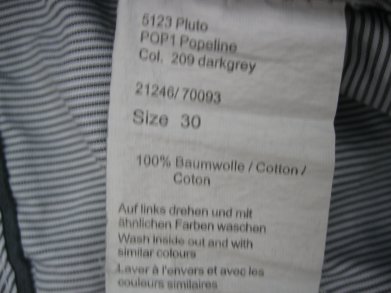 5123 Pluto
POP1 Popeline
Col. 209 darkgrey
21246/70093
Size 30
100% Baumwolle / Cotton /
Coton
Auf links drehen und mit
ähnlichen Farben waschen
Wash inside out and with
similar colours
Laver à l'envers et avec les
couleurs similaires